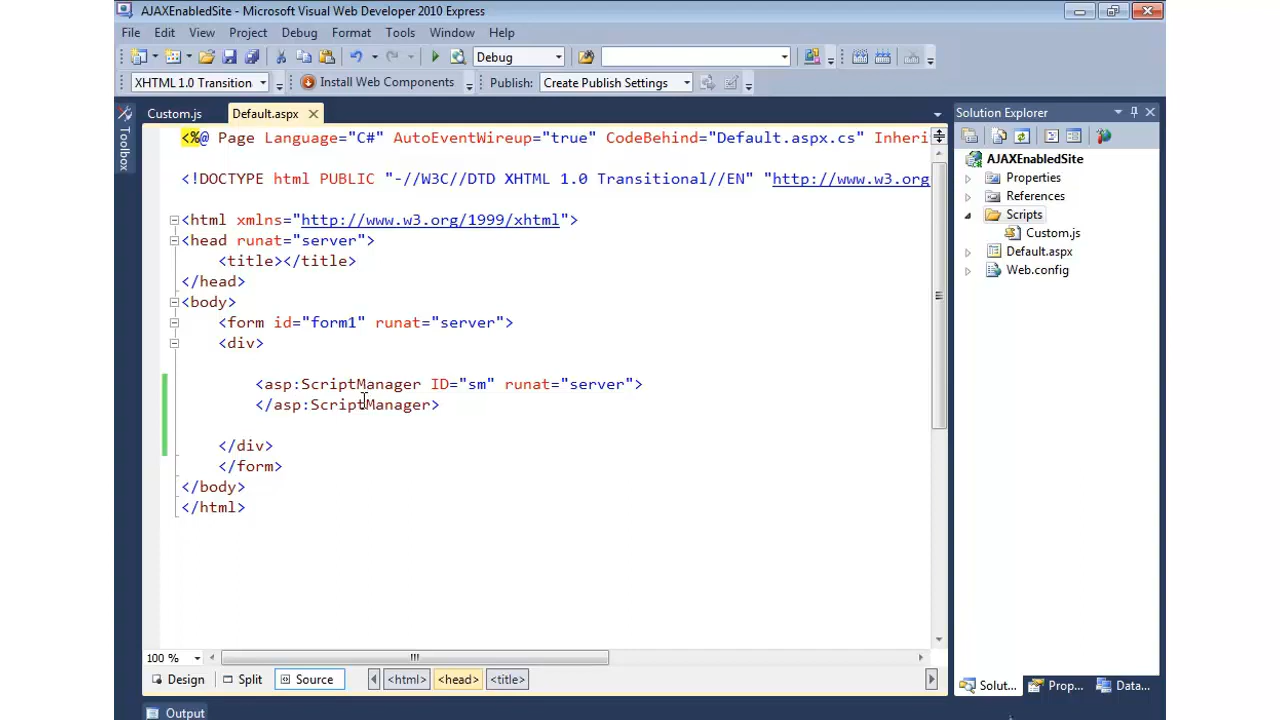 AJAXEnabledSite - Microsoft Visual Web Developer 2010 Express
File Edit View Project Debug Format Tools Window Help
Debug
XHTML 1.0 Transition Install Web Components Publish: Create Publish Settings
Toolbox
Custom.js Default.aspx
Solution Explorer
<%@ Page Language="C#" AutoEventWireup="true" CodeBehind="Default.aspx.cs" Inheri
<!DOCTYPE html PUBLIC "-//W3C//DTD XHTML 1.0 Transitional//EN" "http://www.w3.org
<html xmlns="http://www.w3.org/1999/xhtml">
<head runat="server">
<title></title>
</head>
<body>
<form id="form1" runat="server">
<div>
<asp:ScriptManager ID="sm" runat="server">
</asp:ScriptManager>
</div>
</form>
</body>
</html>
AJAXEnabledSite
Properties
References
Scripts
Custom.js
Default.aspx
Web.config
100 %
Design Split Source <html> <head> <title>
Solut... Prop... Data...
Output